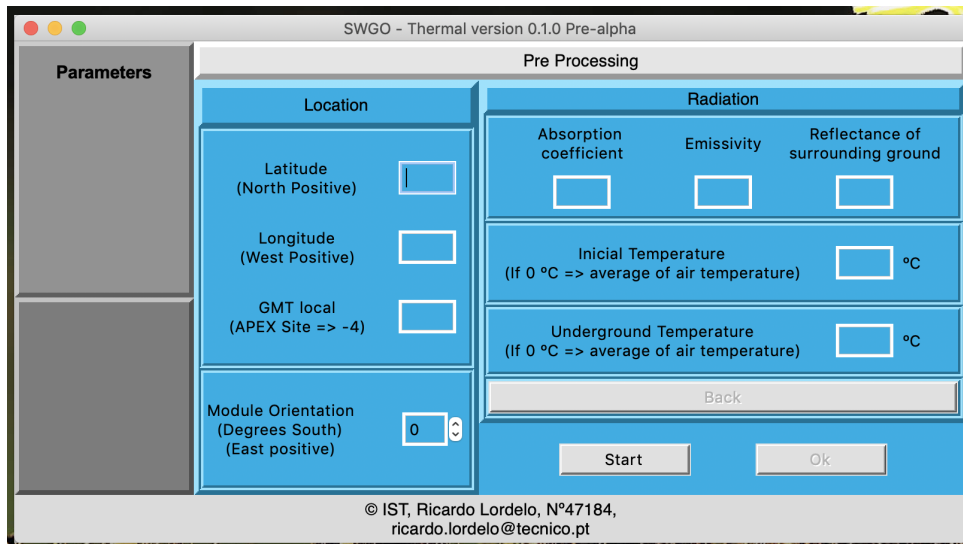 SWGO - Thermal version 0.1.0 Pre-alpha
Parameters
Pre Processing
Location
Latitude
(North Positive)
Longitude
(West Positive)
GMT local
(APEX Site => -4)
Module Orientation
(Degrees South)
(East positive)
0
Radiation
Absorption
coefficient
Emissivity
Reflectance of
surrounding ground
Inicial Temperature
(If 0 ºC => average of air temperature)
ºC
Underground Temperature
(If 0 ºC => average of air temperature)
ºC
Back
Start
Ok
© IST, Ricardo Lordelo, Nº47184,
ricardo.lordelo@tecnico.pt